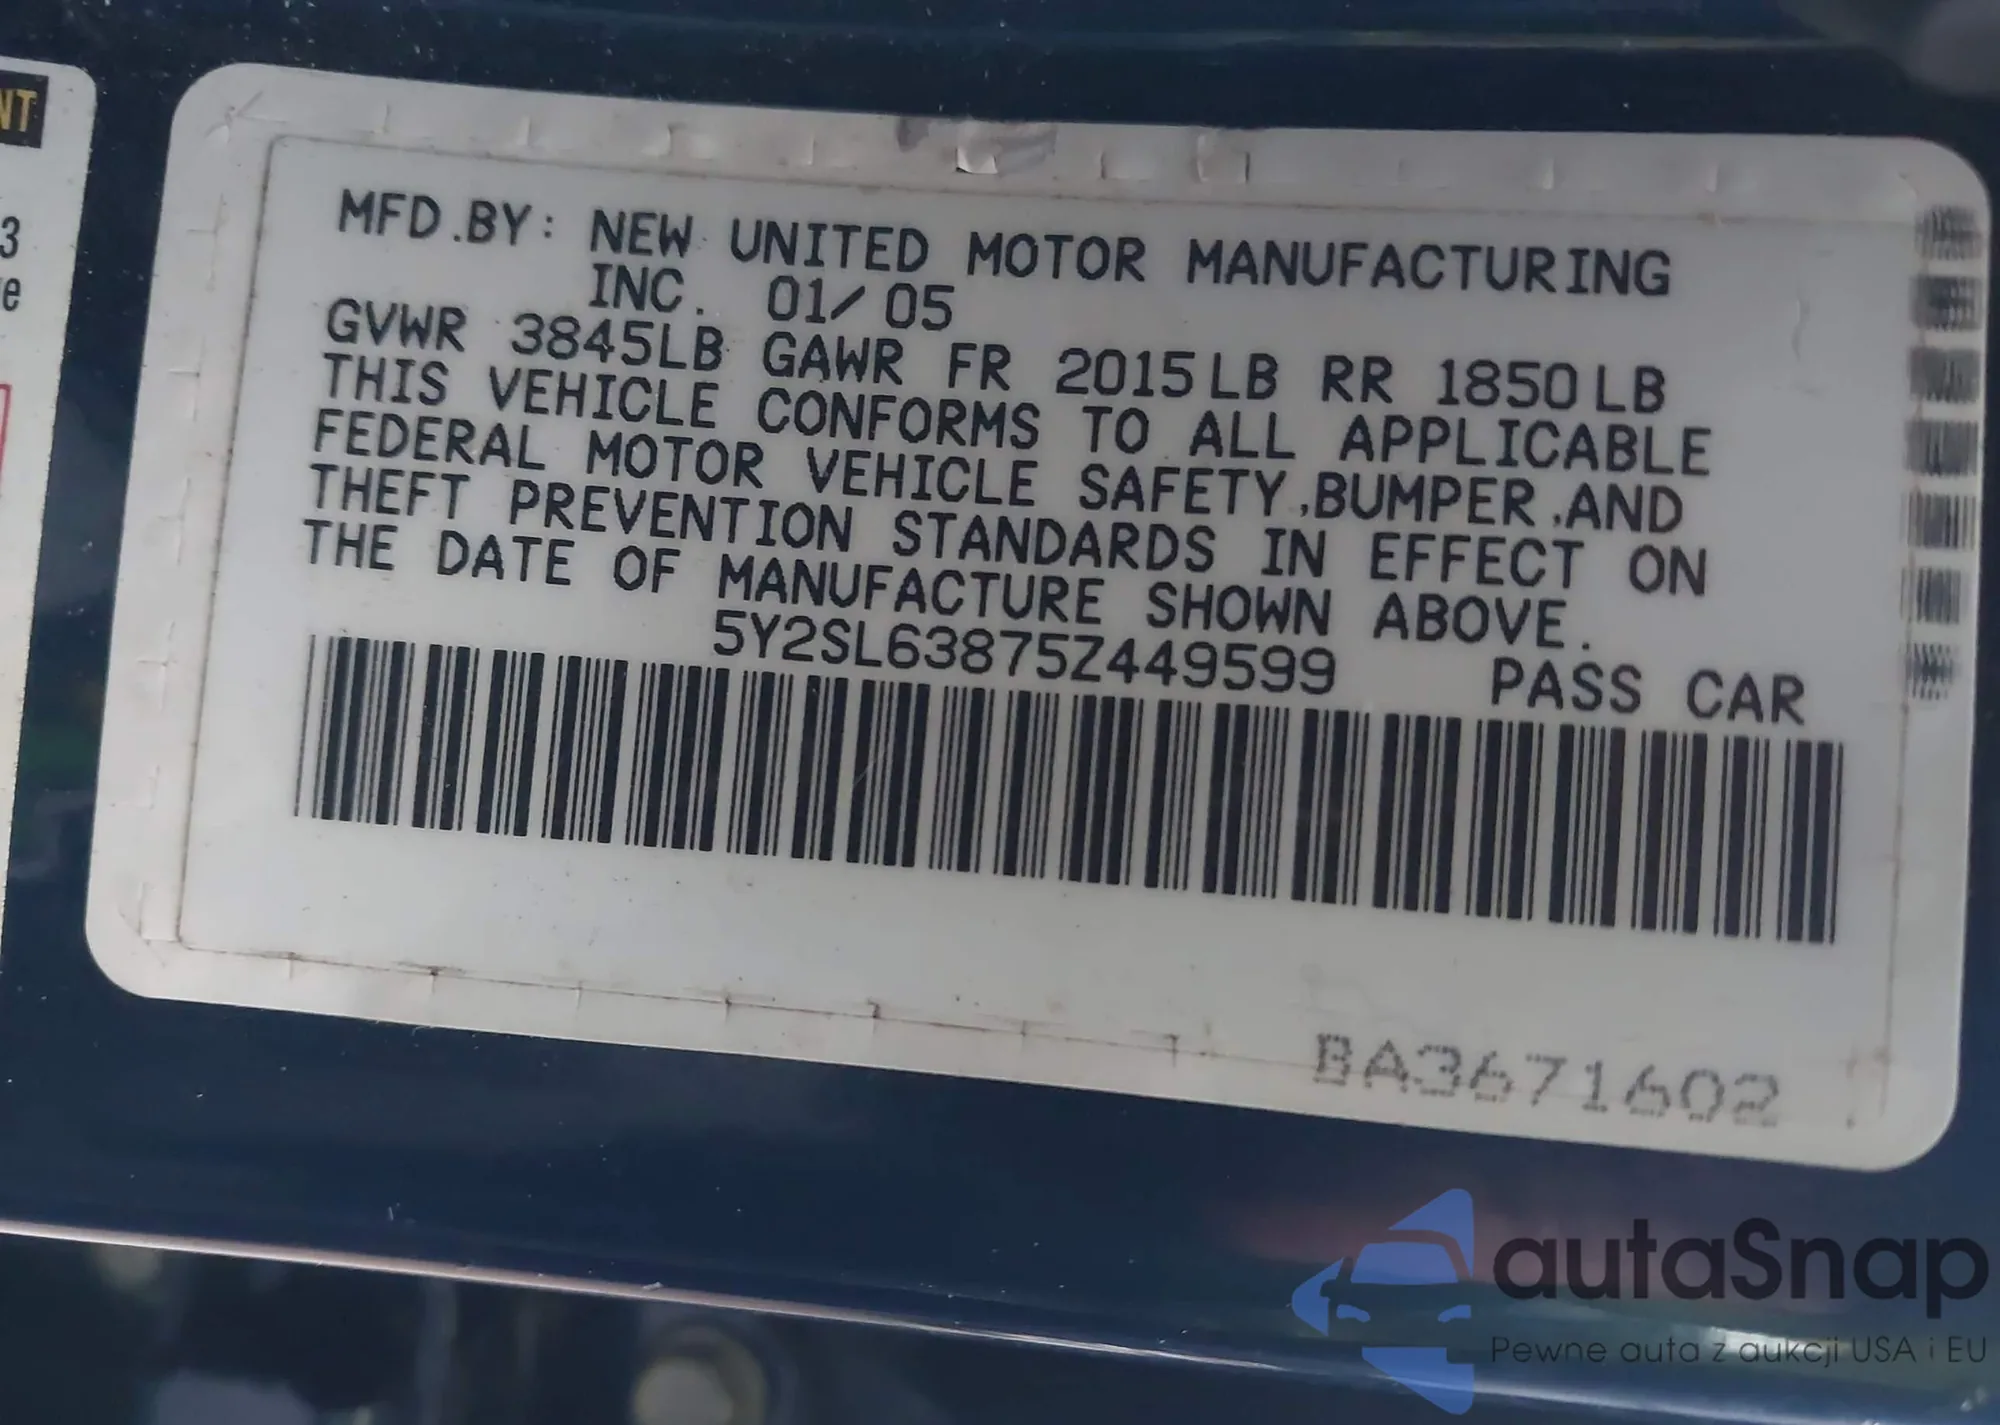 NT
3
e
MFD.BY: NEW UNITED MOTOR MANUFACTURING
INC. 01/05
GVWR 3845LB GAWR FR 2015LB RR 1850LB
THIS VEHICLE CONFORMS TO ALL APPLICABLE
FEDERAL MOTOR VEHICLE SAFETY,BUMPER,AND
THEFT PREVENTION STANDARDS IN EFFECT ON
THE DATE OF MANUFACTURE SHOWN ABOVE.
5Y2SL63875Z449599 PASS CAR
BA3671602
autaSnap
Pewne auta z aukcji USA i EU